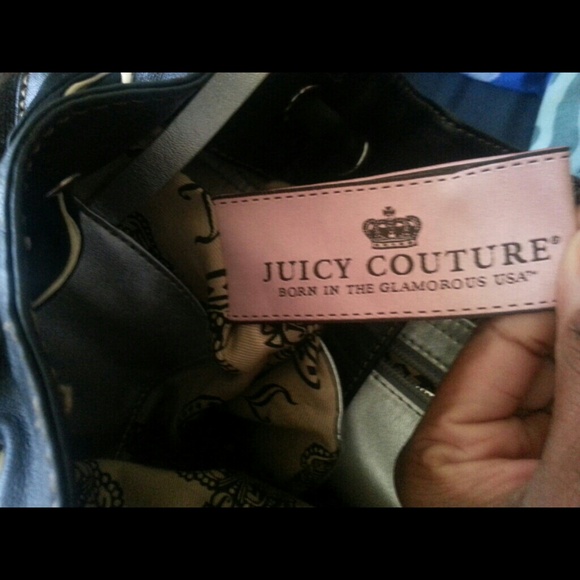 JUICY COUTURE®
BORN IN THE GLAMOROUS USA™